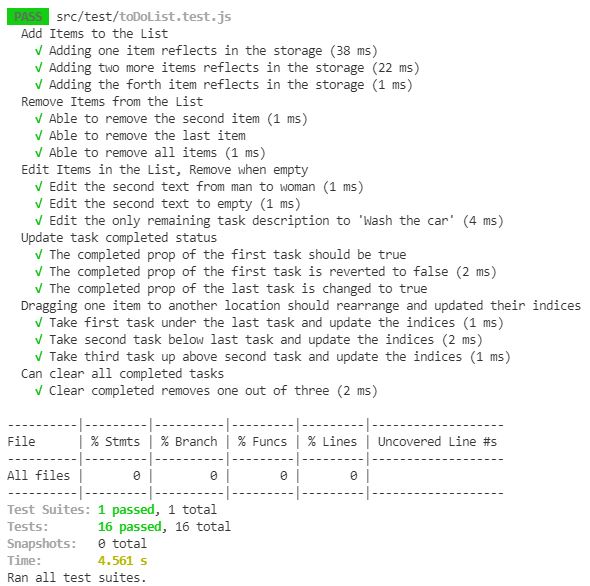 PASS src/test/toDoList.test.js
Add Items to the List
√ Adding one item reflects in the storage (38 ms)
√ Adding two more items reflects in the storage (22 ms)
√ Adding the forth item reflects in the storage (1 ms)
Remove Items from the List
√ Able to remove the second item (1 ms)
√ Able to remove the last item
√ Able to remove all items (1 ms)
Edit Items in the List, Remove when empty
√ Edit the second text from man to woman (1 ms)
√ Edit the second text to empty (1 ms)
√ Edit the only remaining task description to 'Wash the car' (4 ms)
Update task completed status
√ The completed prop of the first task should be true
√ The completed prop of the first task is reverted to false (2 ms)
√ The completed prop of the last task is changed to true
Dragging one item to another location should rearrange and updated their indices
√ Take first task under the last task and update the indices (1 ms)
√ Take second task below last task and update the indices (2 ms)
√ Take third task up above second task and update the indices (1 ms)
Can clear all completed tasks
√ Clear completed removes one out of three (2 ms)
----------|---------|----------|---------|---------|-------------------
File      | % Stmts | % Branch | % Funcs | % Lines | Uncovered Line #s
----------|---------|----------|---------|---------|-------------------
All files |       0 |        0 |       0 |       0 |
----------|---------|----------|---------|---------|-------------------
Test Suites: 1 passed, 1 total
Tests:       16 passed, 16 total
Snapshots:   0 total
Time:        4.561 s
Ran all test suites.